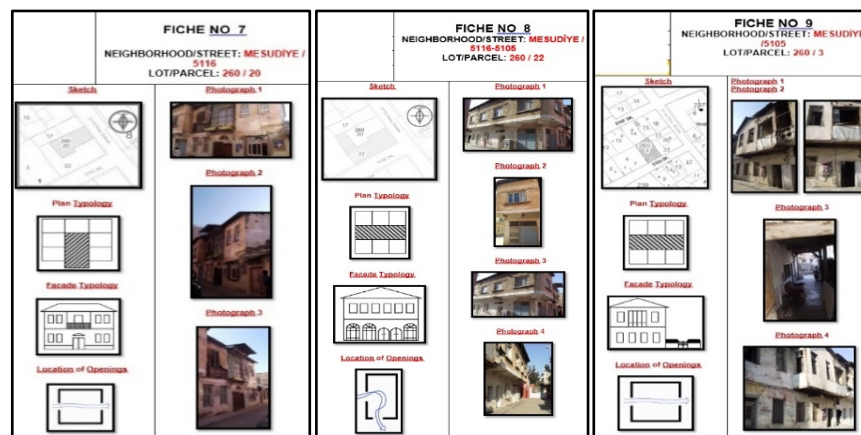 FICHE NO 7
NEIGHBORHOOD/STREET: MESUDİYE /
5116
LOT/PARCEL: 260 / 20
Sketch
Photograph 1
Photograph 2
Plan Typology
Facade Typology
Photograph 3
Location of Openings
FICHE NO 8
NEIGHBORHOOD/STREET: MESUDİYE /
5116-5105
LOT/PARCEL: 260 / 22
Sketch
Photograph 1
Photograph 2
Plan Typology
Photograph 3
Facade Typology
Photograph 4
Location of Openings
FICHE NO 9
NEIGHBORHOOD/STREET: MESUDİYE
/5105
LOT/PARCEL: 260 / 3
Sketch
Photograph 1
Photograph 2
Plan Typology
Photograph 3
Facade Typology
Photograph 4
Location of Openings